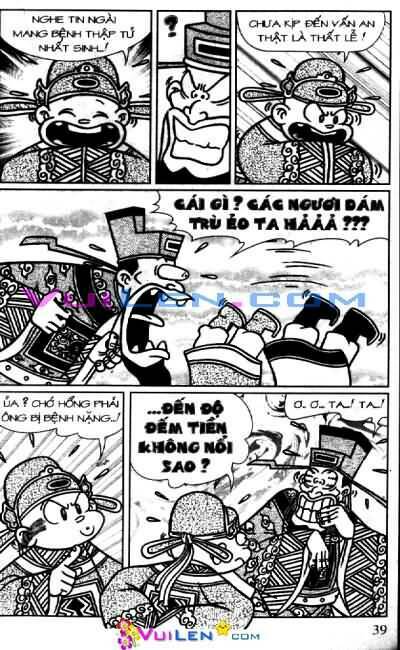 NGHE TIN NGÀI
MANG BỆNH THẬP TỬ
NHẤT SINH..!
?
CHƯA KỊP ĐẾN VẤN AN
THẬT LÀ THẤT LỄ!
CÁI GÌ? CÁC NGƯƠI DÁM
TRÙ ẺO TA HẢẢẢ???
VUILEN.COM
ỦA? CHỚ HỔNG PHẢI
ÔNG BỊ BỆNH NẶNG..!
...ĐẾN ĐỘ
ĐẾM TIỀN
KHÔNG NỔI
SAO?
Ơ.. Ơ.. TA..! TA..!
39
VUILEN.COM